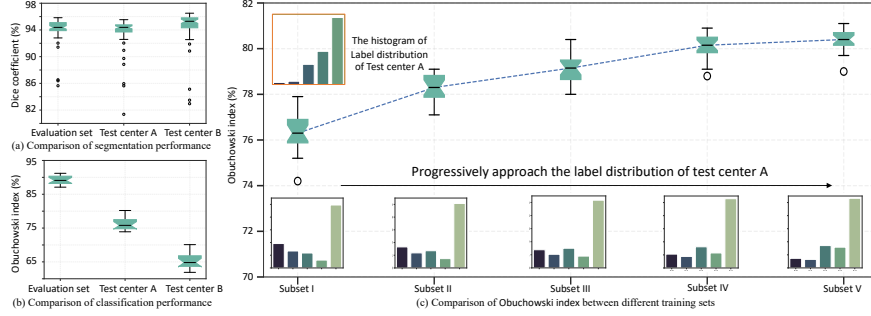 (a)
Dice coefficient (%)
98
94
90
86
82
Evaluation set Test center A Test center B
(a) Comparison of segmentation performance
Obuchowski index (%)
95
85
75
65
Evaluation set Test center A Test center B
(b) Comparison of classification performance
(c)
Obuchowski index (%)
82
80
78
76
74
72
70
The histogram of
Label distribution
of Test center A
Progressively approach the label distribution of test center A
Subset I Subset II Subset III Subset IV Subset V
(c) Comparison of Obuchowski index between different training sets